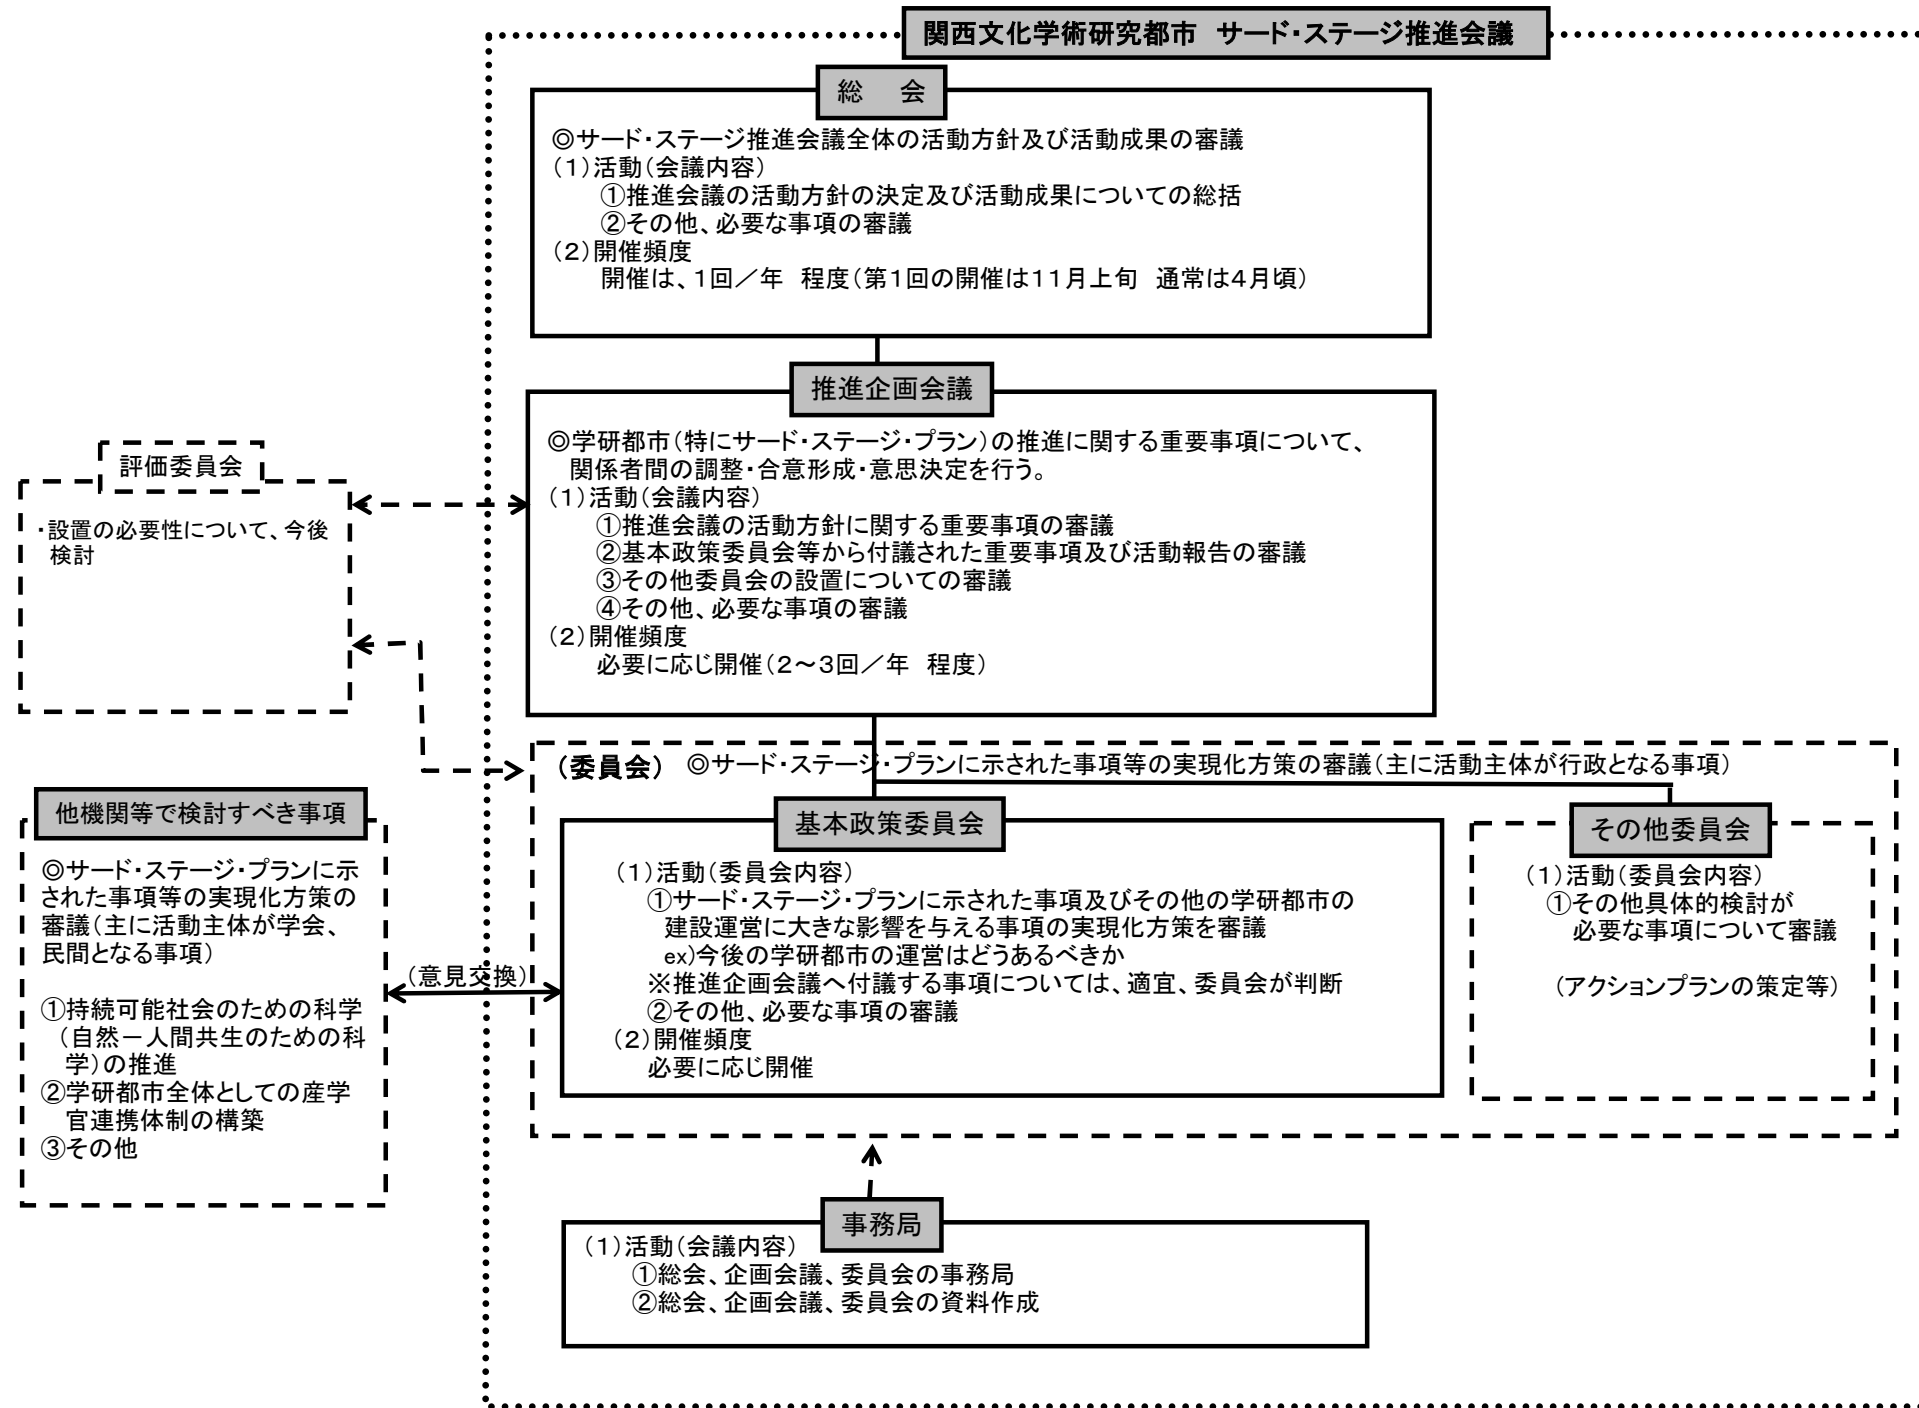 関西文化学術研究都市　サード・ステージ推進会議
総　会
◎サード・ステージ推進会議全体の活動方針及び活動成果の審議
（１）活動（会議内容）
①推進会議の活動方針の決定及び活動成果についての総括
②その他、必要な事項の審議
（２）開催頻度
開催は、１回／年　程度（第１回の開催は１１月上旬　通常は４月頃）
推進企画会議
◎学研都市（特にサード・ステージ・プラン）の推進に関する重要事項について、
関係者間の調整・合意形成・意思決定を行う。
（１）活動（会議内容）
①推進会議の活動方針に関する重要事項の審議
②基本政策委員会等から付議された重要事項及び活動報告の審議
③その他委員会の設置についての審議
④その他、必要な事項の審議
（２）開催頻度
必要に応じ開催（２～３回／年　程度）
評価委員会
・設置の必要性について、今後
検討
（委員会）　◎サード・ステージ・プランに示された事項等の実現化方策の審議（主に活動主体が行政となる事項）
基本政策委員会
（１）活動（委員会内容）
①サード・ステージ・プランに示された事項及びその他の学研都市の
建設運営に大きな影響を与える事項の実現化方策を審議
ex)今後の学研都市の運営はどうあるべきか
※推進企画会議へ付議する事項については、適宜、委員会が判断
②その他、必要な事項の審議
（２）開催頻度
必要に応じ開催
その他委員会
（１）活動（委員会内容）
①その他具体的検討が
必要な事項について審議
（アクションプランの策定等）
他機関等で検討すべき事項
◎サード・ステージ・プランに示
された事項等の実現化方策の
審議（主に活動主体が学会、
民間となる事項）
①持続可能社会のための科学
（自然－人間共生のための科
学）の推進
②学研都市全体としての産学
官連携体制の構築
③その他
（意見交換）
事務局
（１）活動（会議内容）
①総会、企画会議、委員会の事務局
②総会、企画会議、委員会の資料作成